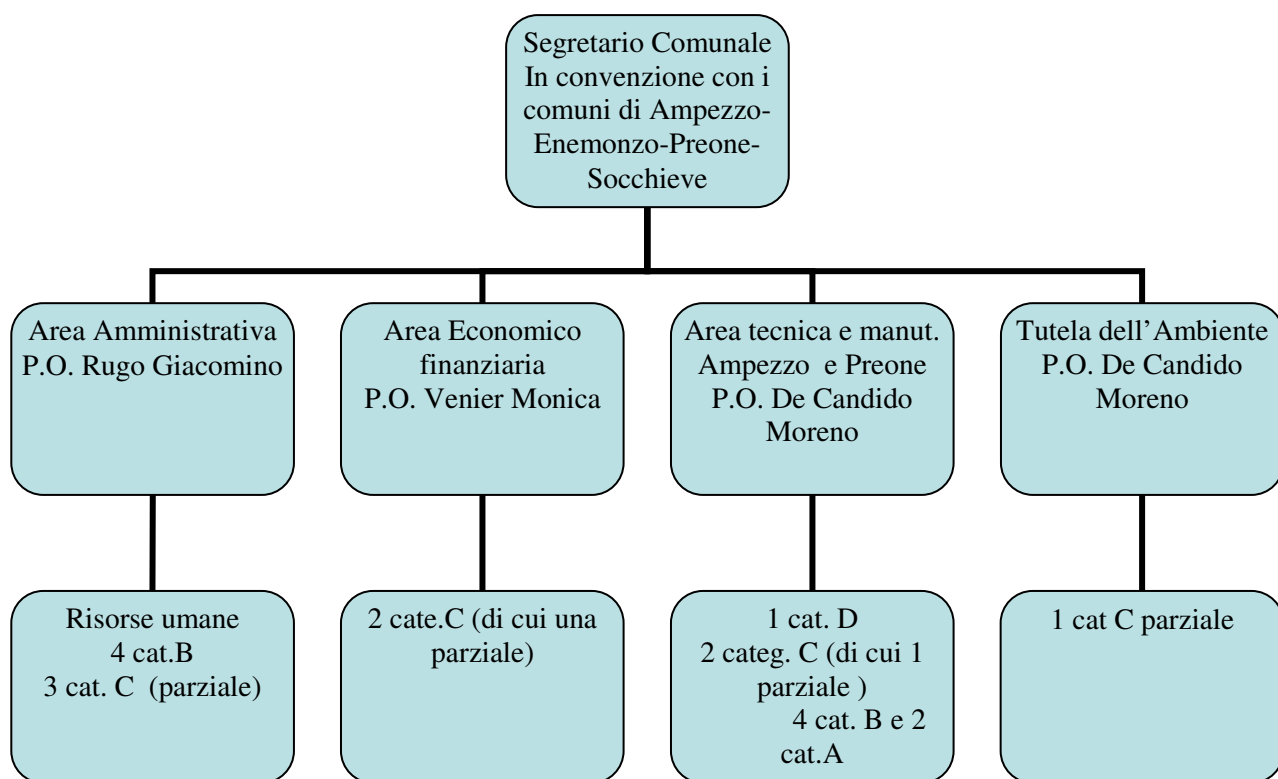 Segretario Comunale
In convenzione con i
comuni di Ampezzo-
Enemonzo-Preone-
Socchieve
Area Amministrativa
P.O. Rugo Giacomino
Area Economico
finanziaria
P.O. Venier Monica
Area tecnica e manut.
Ampezzo e Preone
P.O. De Candido
Moreno
Tutela dell’Ambiente
P.O. De Candido
Moreno
Risorse umane
4 cat.B
3 cat. C (parziale)
2 cate.C (di cui una
parziale)
1 cat. D
2 categ. C (di cui 1
parziale )
4 cat. B e 2
cat.A
1 cat C parziale